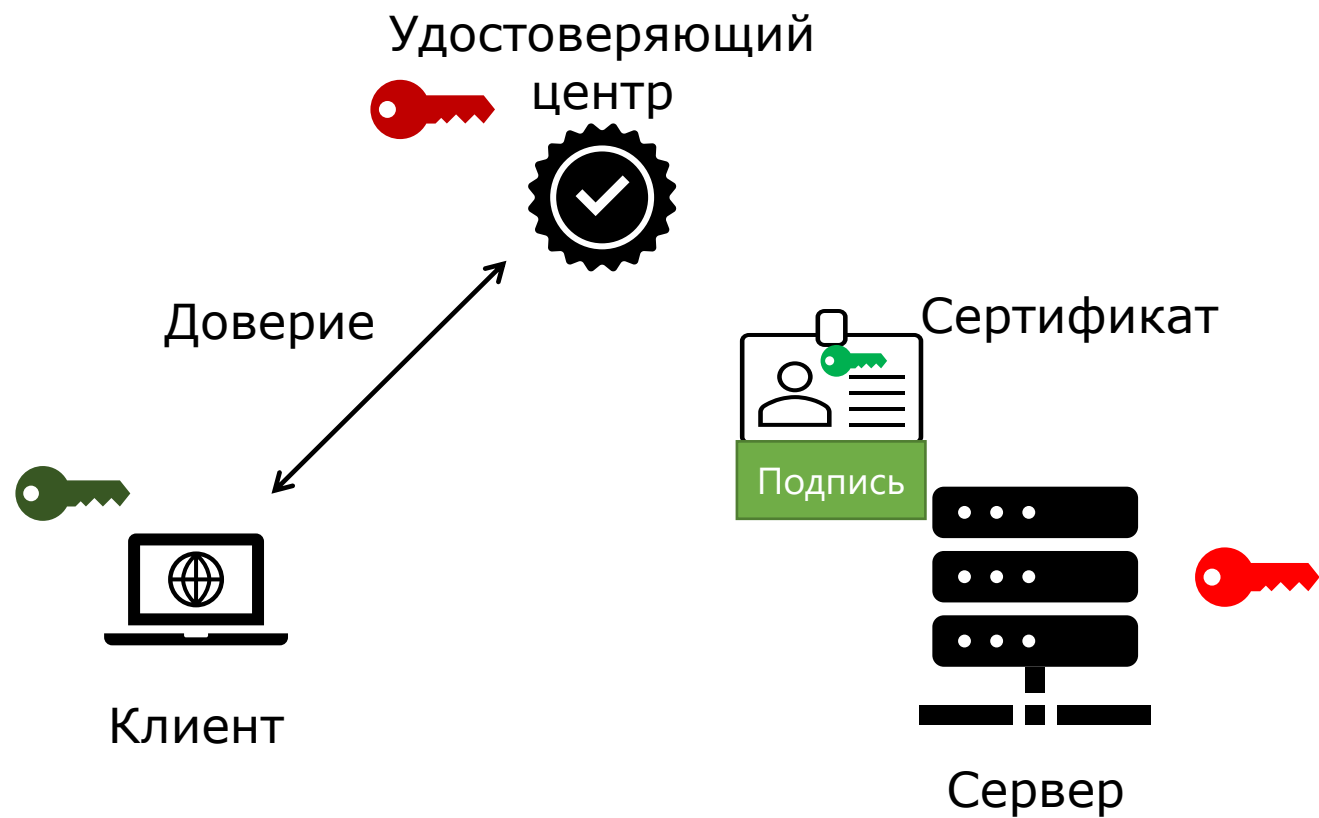 Удостоверяющий
центр
Доверие
Сертификат
Подпись
Клиент
Сервер